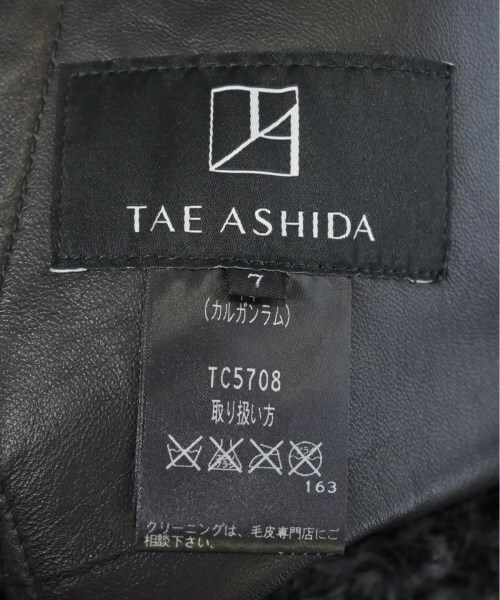 TAE ASHIDA
7
(カルガンラム)
TC5708
取り扱い方
163
クリーニングは、毛皮専門店にご
相談下さい。